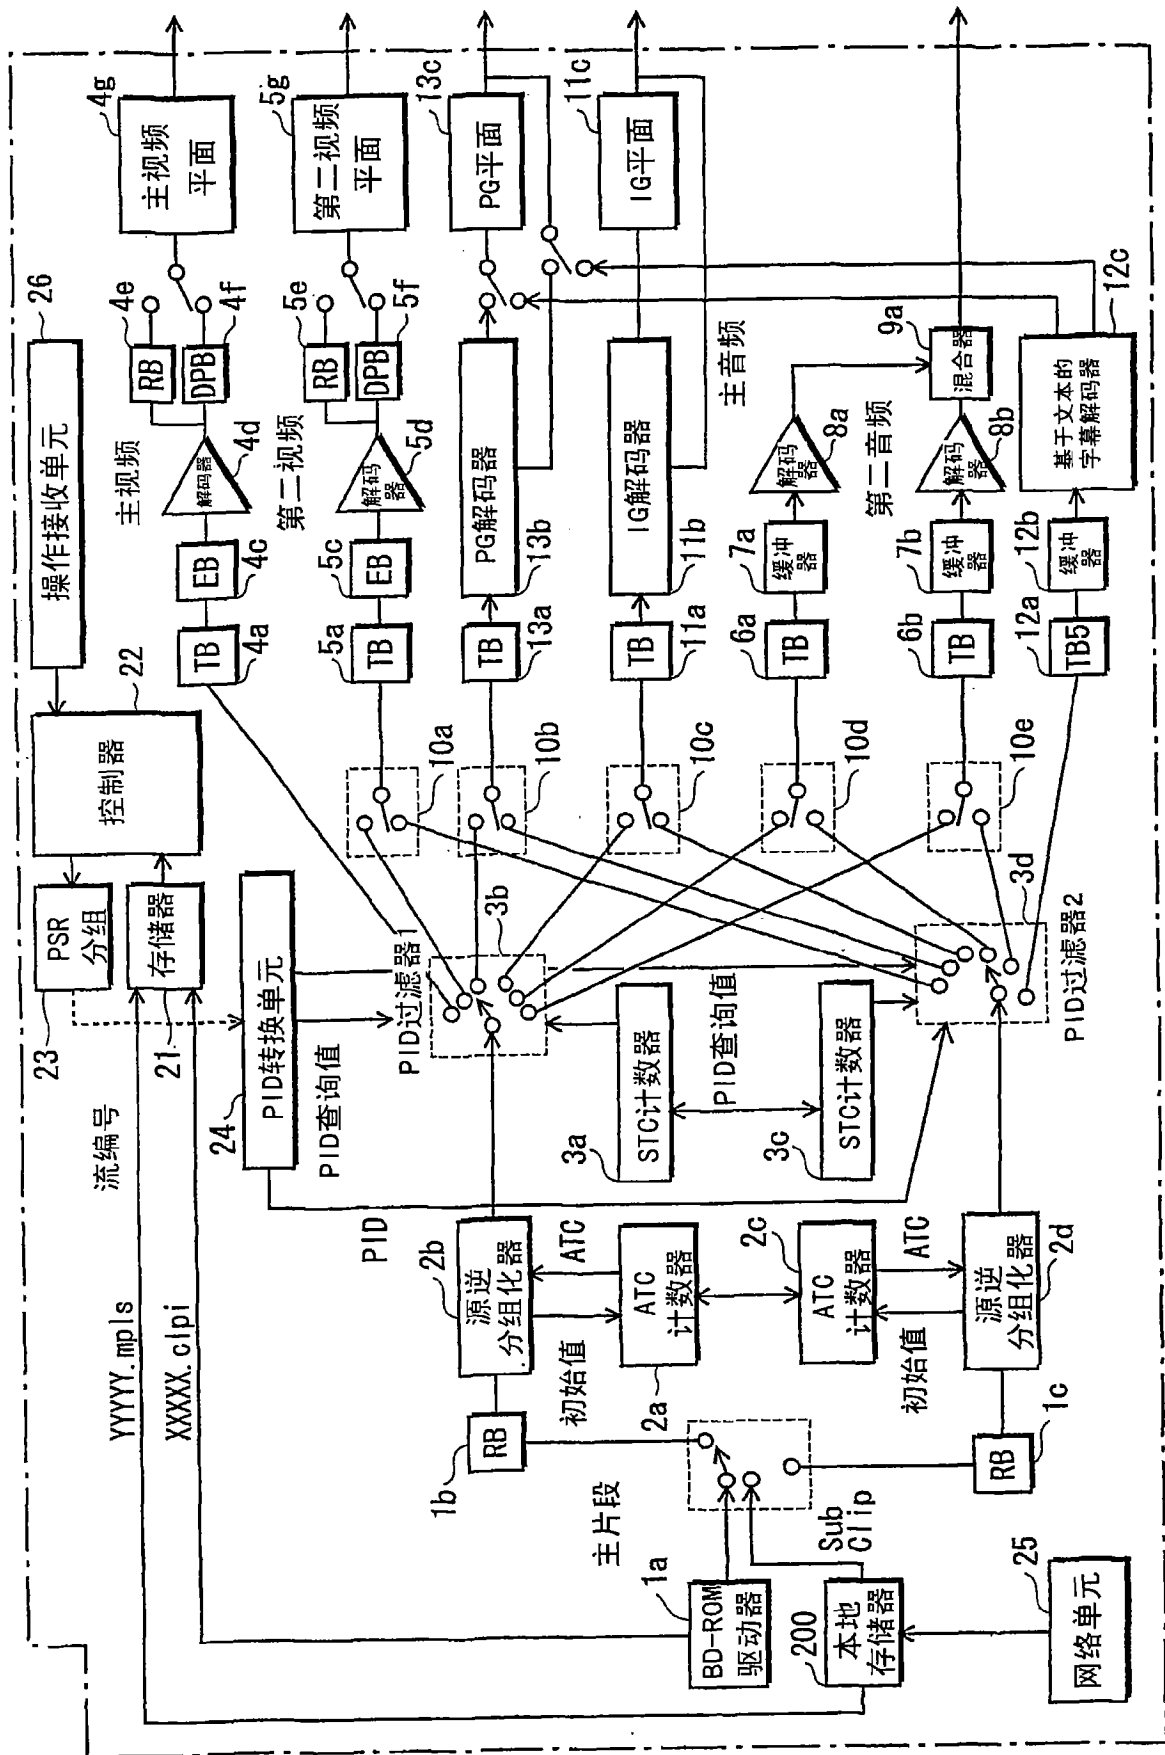 26
操作接收单元
22
控制器
PSR
分组
23
存储器
21
流编号
YYYYY.mpls
XXXXX.clpi
24
PID转换单元
PID查询值
PID
4g
主视频
平面
4e
RB
DPB
4f
主视频
解码器
4d
EB
4c
TB
4a
5g
第二视频
平面
5e
RB
DPB
5f
第二视频
解码
器
5d
5c
EB
5a
TB
13c
PG平面
PG解码器
13b
TB
13a
11c
IG平面
IG解码器
11b
TB
11a
主音频
解码
器
8a
7a
缓冲
器
6a
TB
9a
混合器
第二音频
解码
器
8b
7b
缓冲
器
6b
TB
12c
基于文本的
字幕解码器
12b
缓冲
器
12a
TB5
10a
10b
10c
10d
10e
PID过滤器1
3b
3d
PID过滤器2
STC计数器
3a
PID查询值
STC计数器
3c
2b
源逆
分组化器
ATC
初始值
ATC
计数器
2a
2c
ATC
计数器
ATC
初始值
源逆
分组化器
2d
RB
1b
RB
1c
主片段
Sub
Clip
1a
BD-ROM
驱动器
200
本地
存储器
25
网络单元